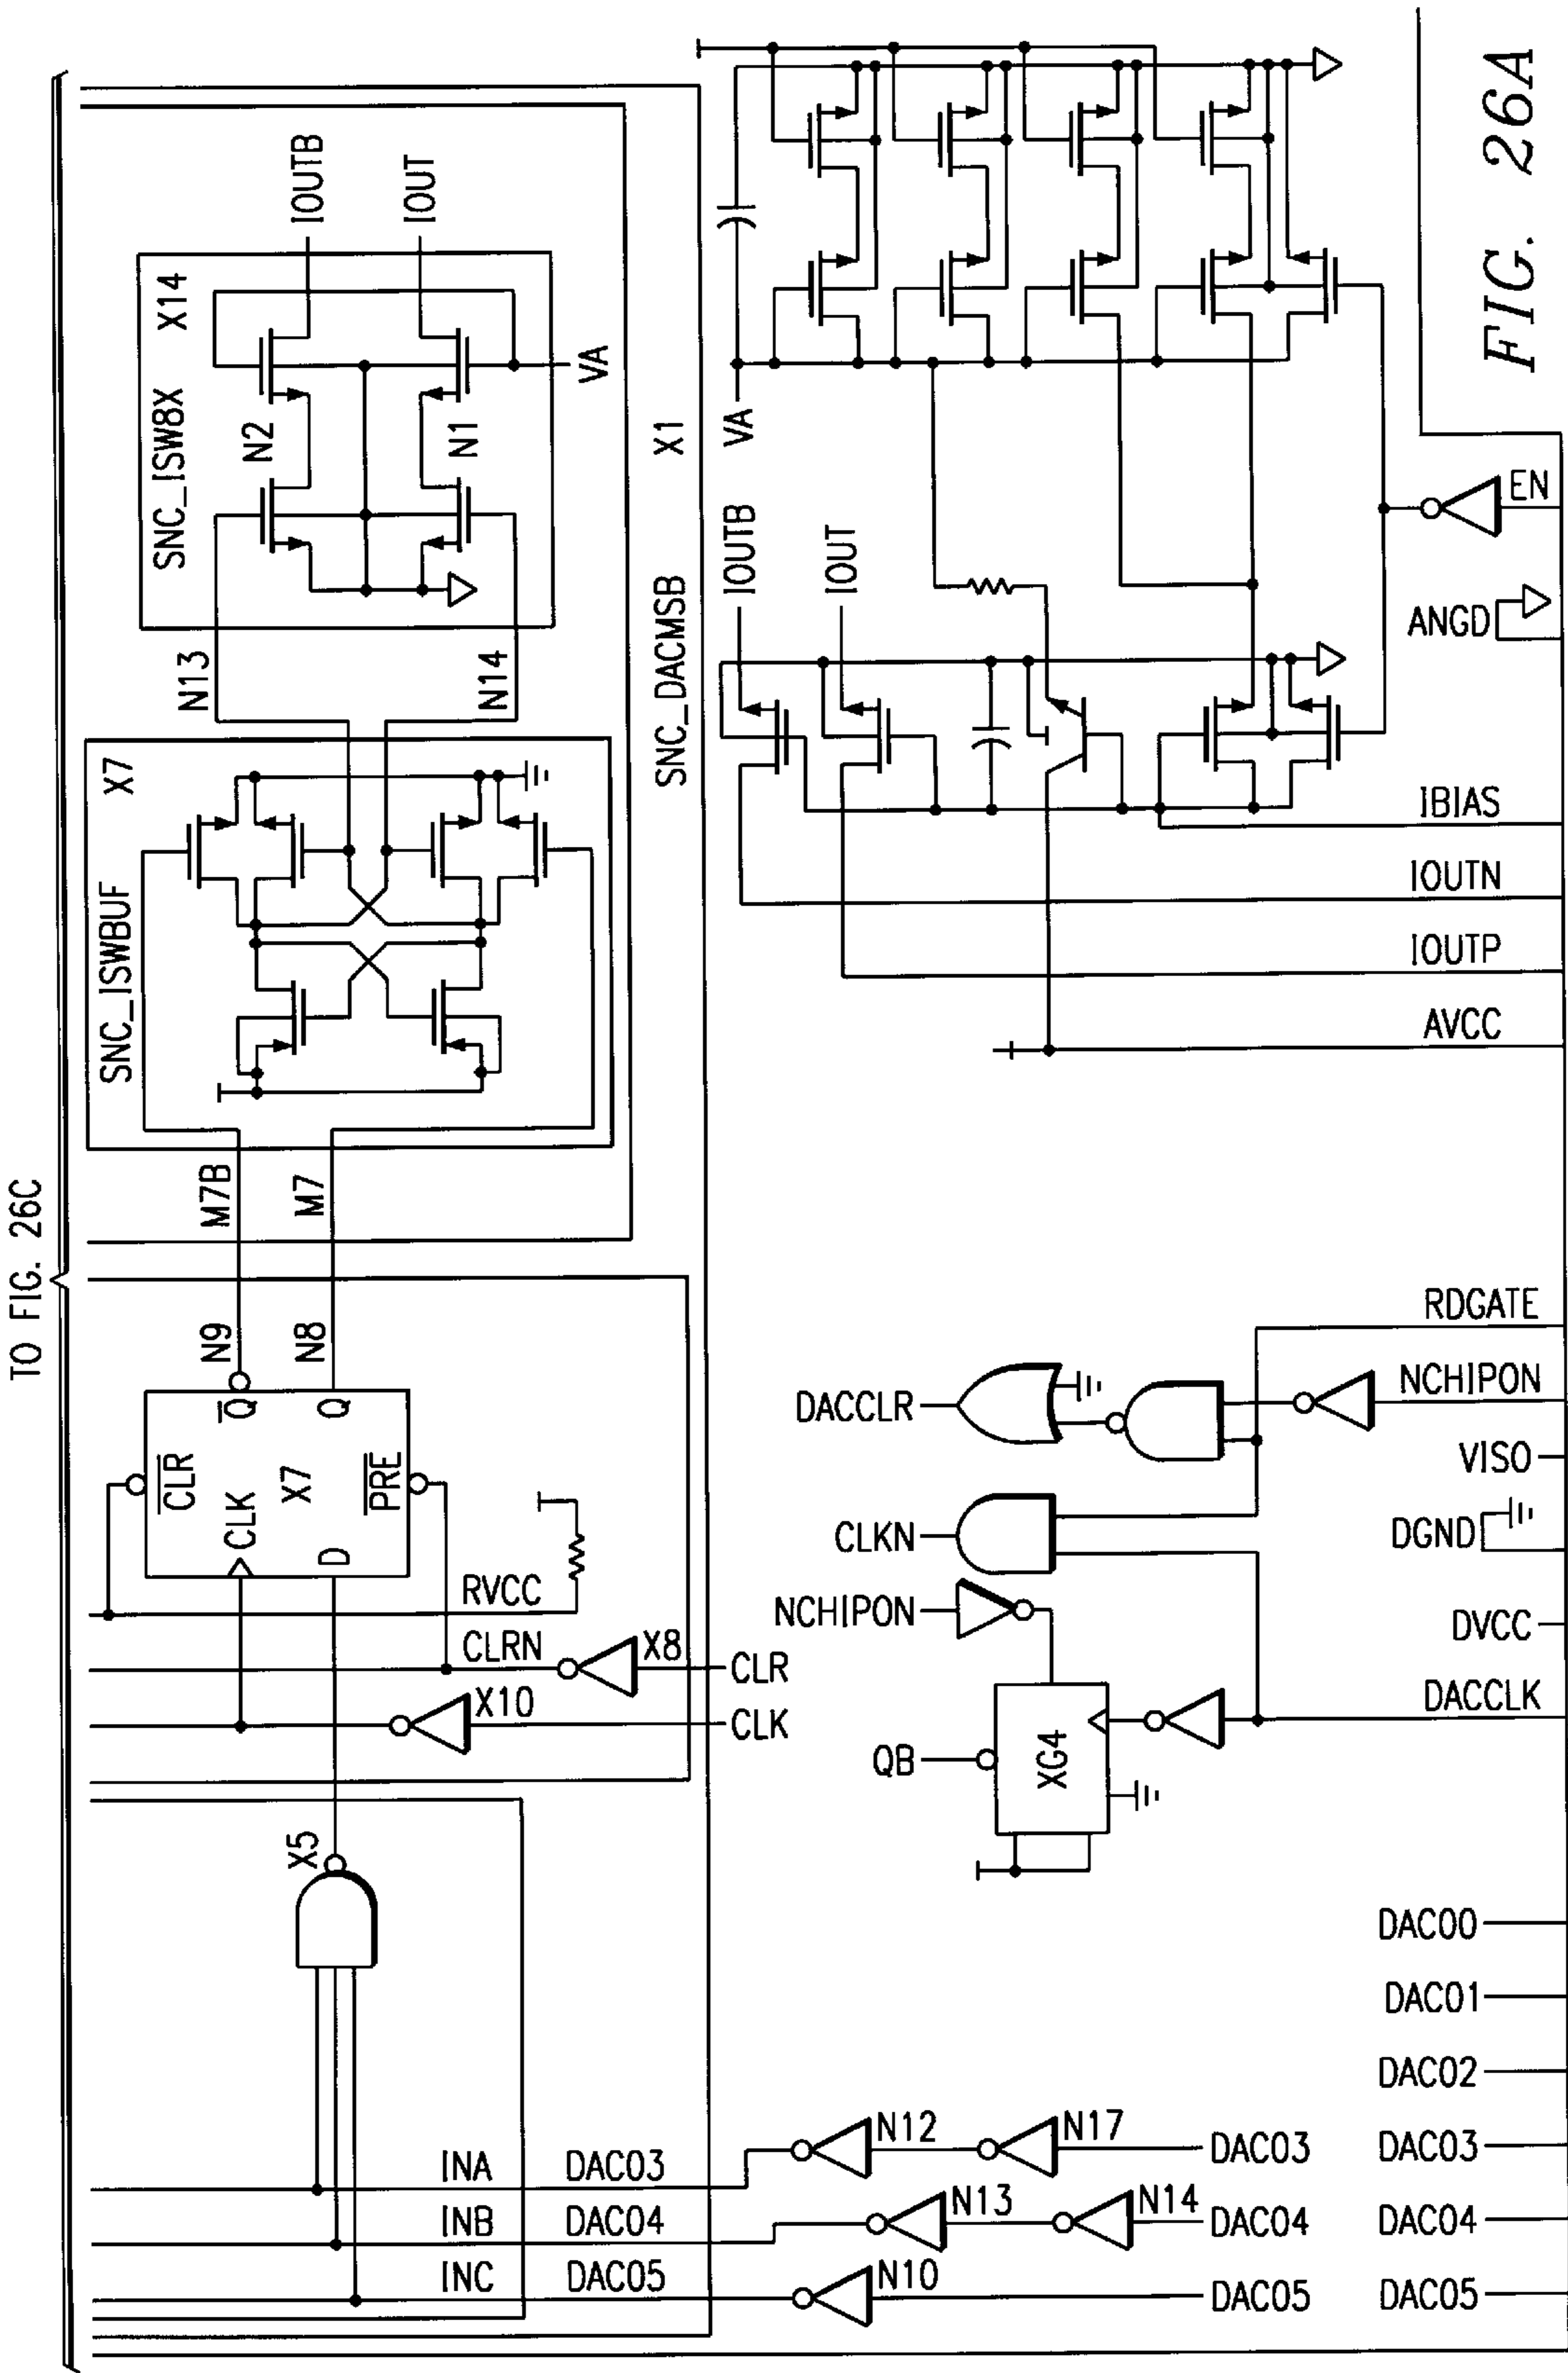 TO FIG. 26C
SNC_ISW8X
X14
N2
N1
IOUTB
IOUT
VA
N13
N14
SNC_ISWBUF
X7
M7B
M7
N9
N8
Q
Q
CLR
CLK
X7
D
PRE
RVCC
CLRN
X8
CLR
X10
CLK
X5
INA
DAC03
INB
DAC04
INC
DAC05
SNC_DACMSB
X1
VA
IOUTB
IOUT
DACCLR
CLKN
NCHIPON
QB
XG4
N12
N17
DAC03
N13
N14
DAC04
N10
DAC05
EN
ANGD
IBIAS
IOUTN
IOUTP
AVCC
RDGATE
NCHIPON
VISO
DGND
DVCC
DACCLK
DAC00
DAC01
DAC02
DAC03
DAC04
DAC05
FIG. 26A